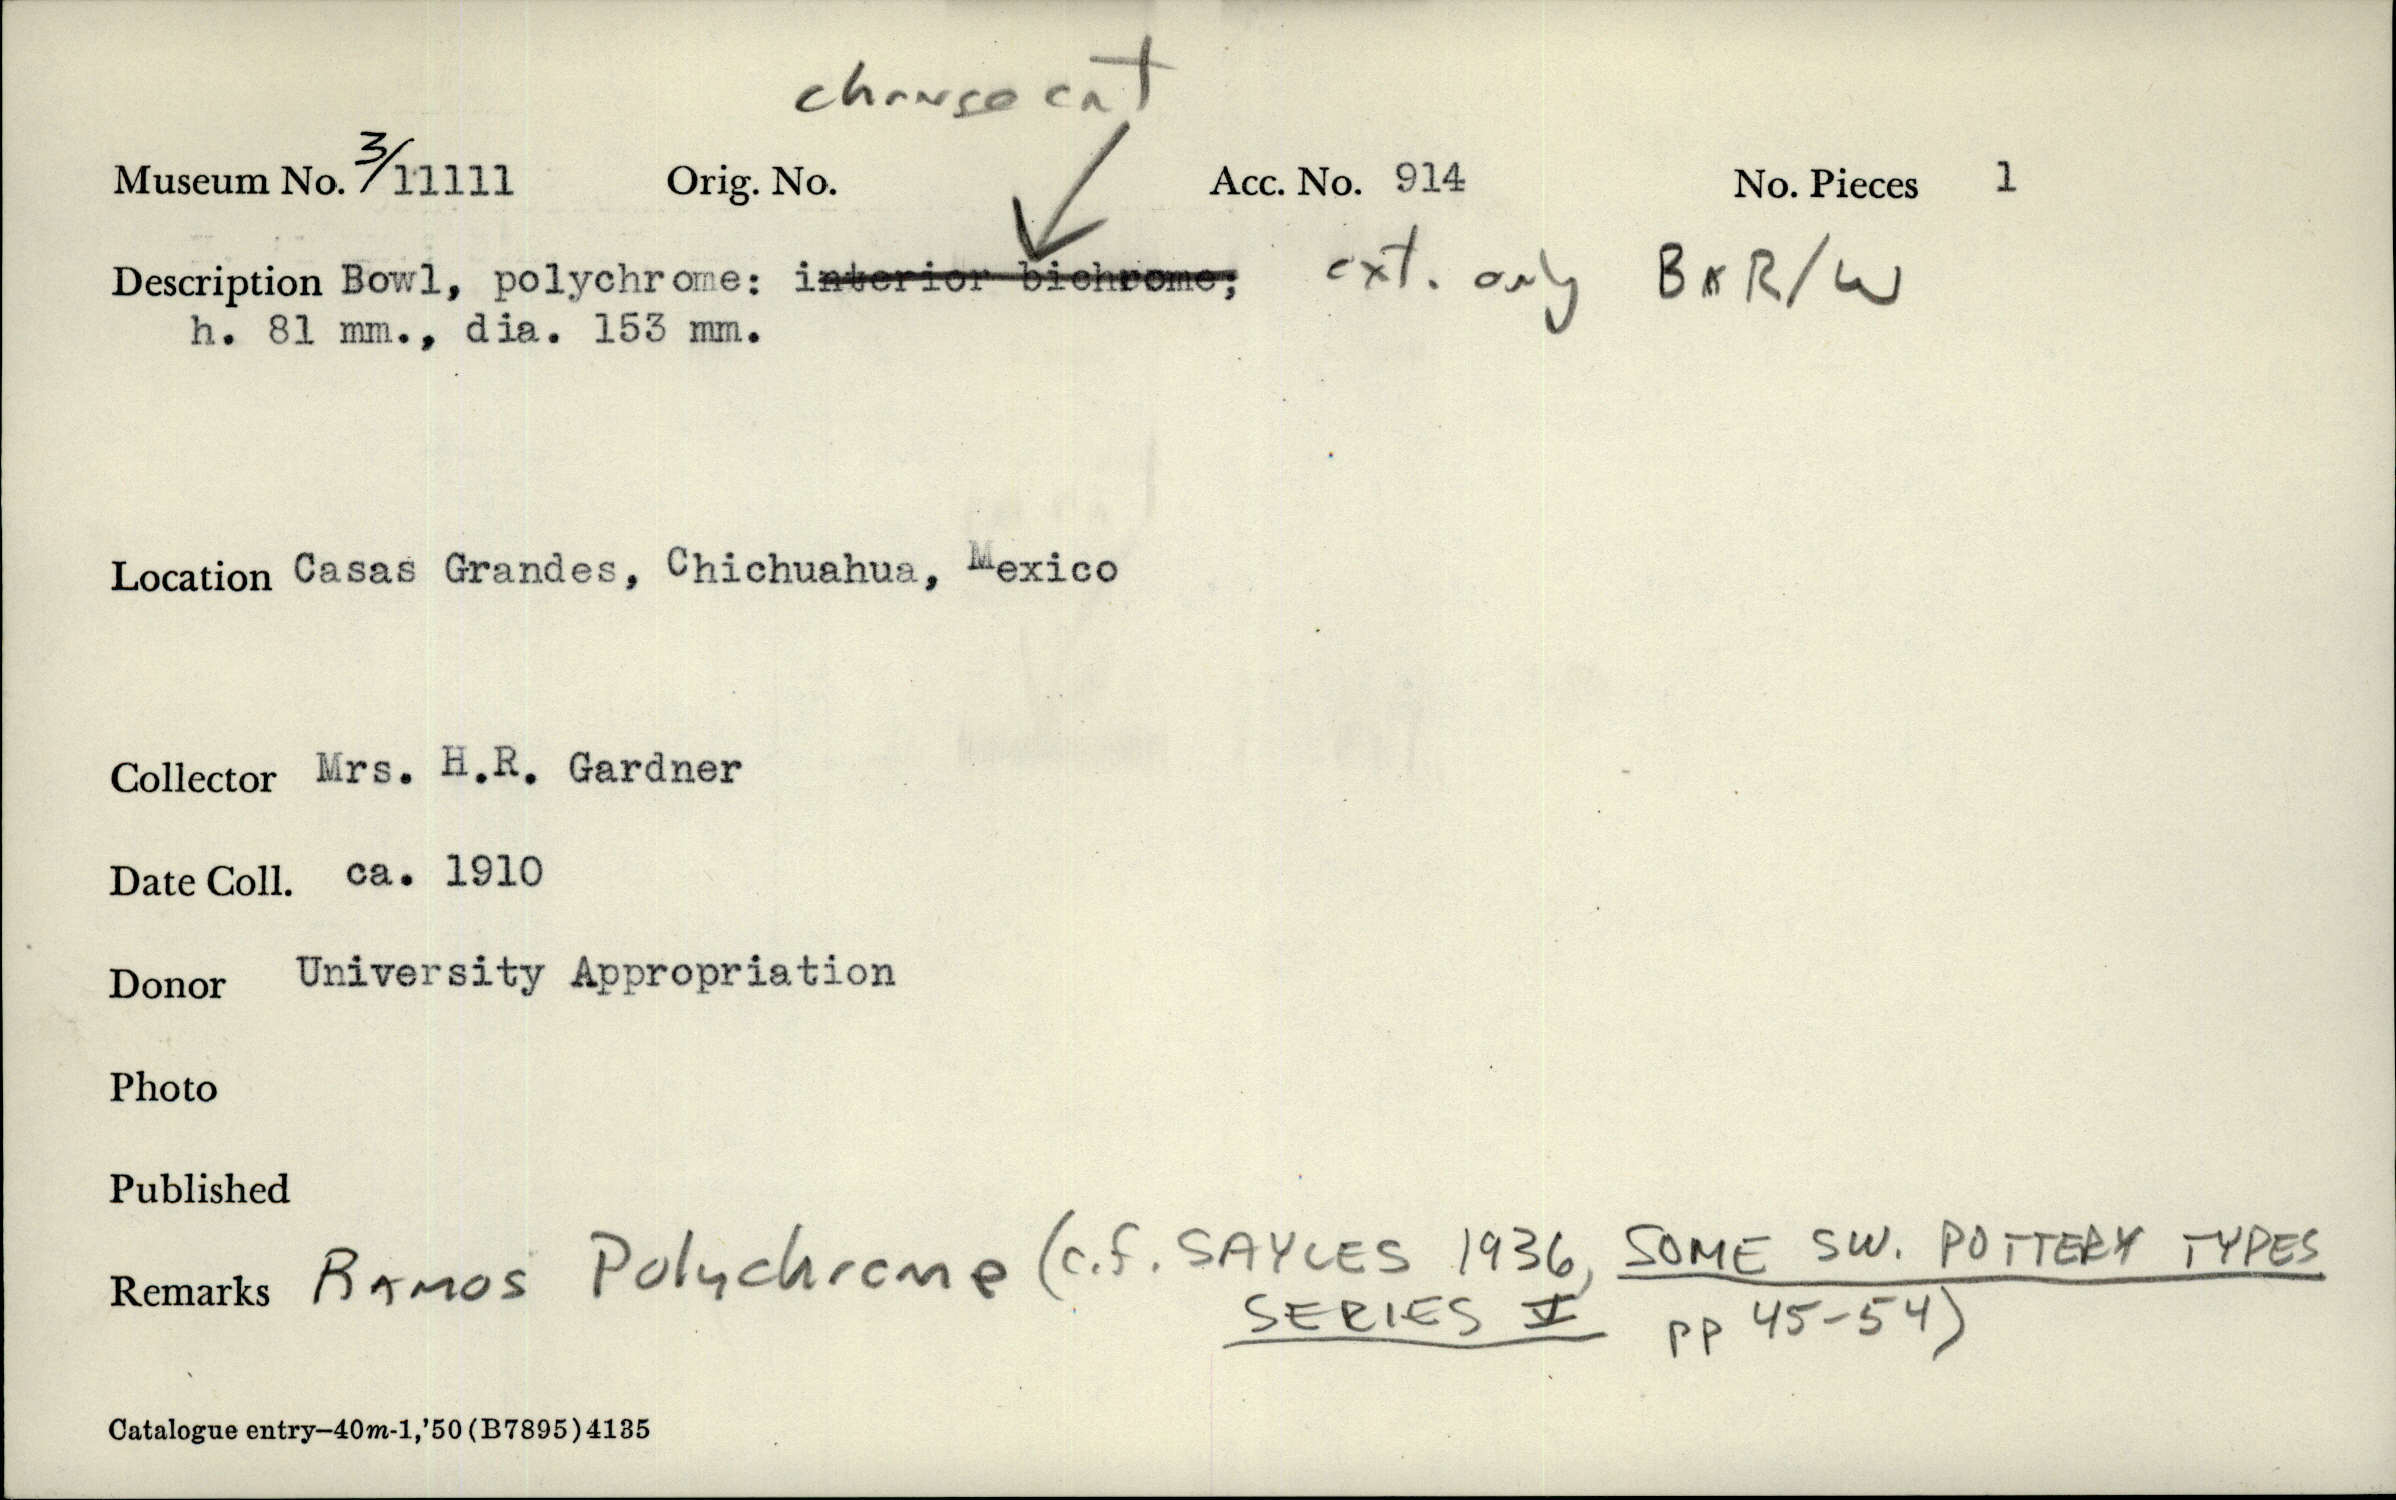 change cat
Museum No. 3/11111 Orig. No. Acc. No. 914 No. Pieces 1
Description Bowl, polychrome: interior bichrome; ext. only B & R/W
h. 81 mm., dia. 153 mm.
Location Casas Grandes, Chichuahua, Mexico
Collector Mrs. H.R. Gardner
Date Coll. ca. 1910
Donor University Appropriation
Photo
Published
Remarks Ramos Polychrome (c.f. SAYLES 1936, SOME SW. POTTERY TYPES
SERIES V pp 45-54)
Catalogue entry—40m-1,'50 (B7895) 4135